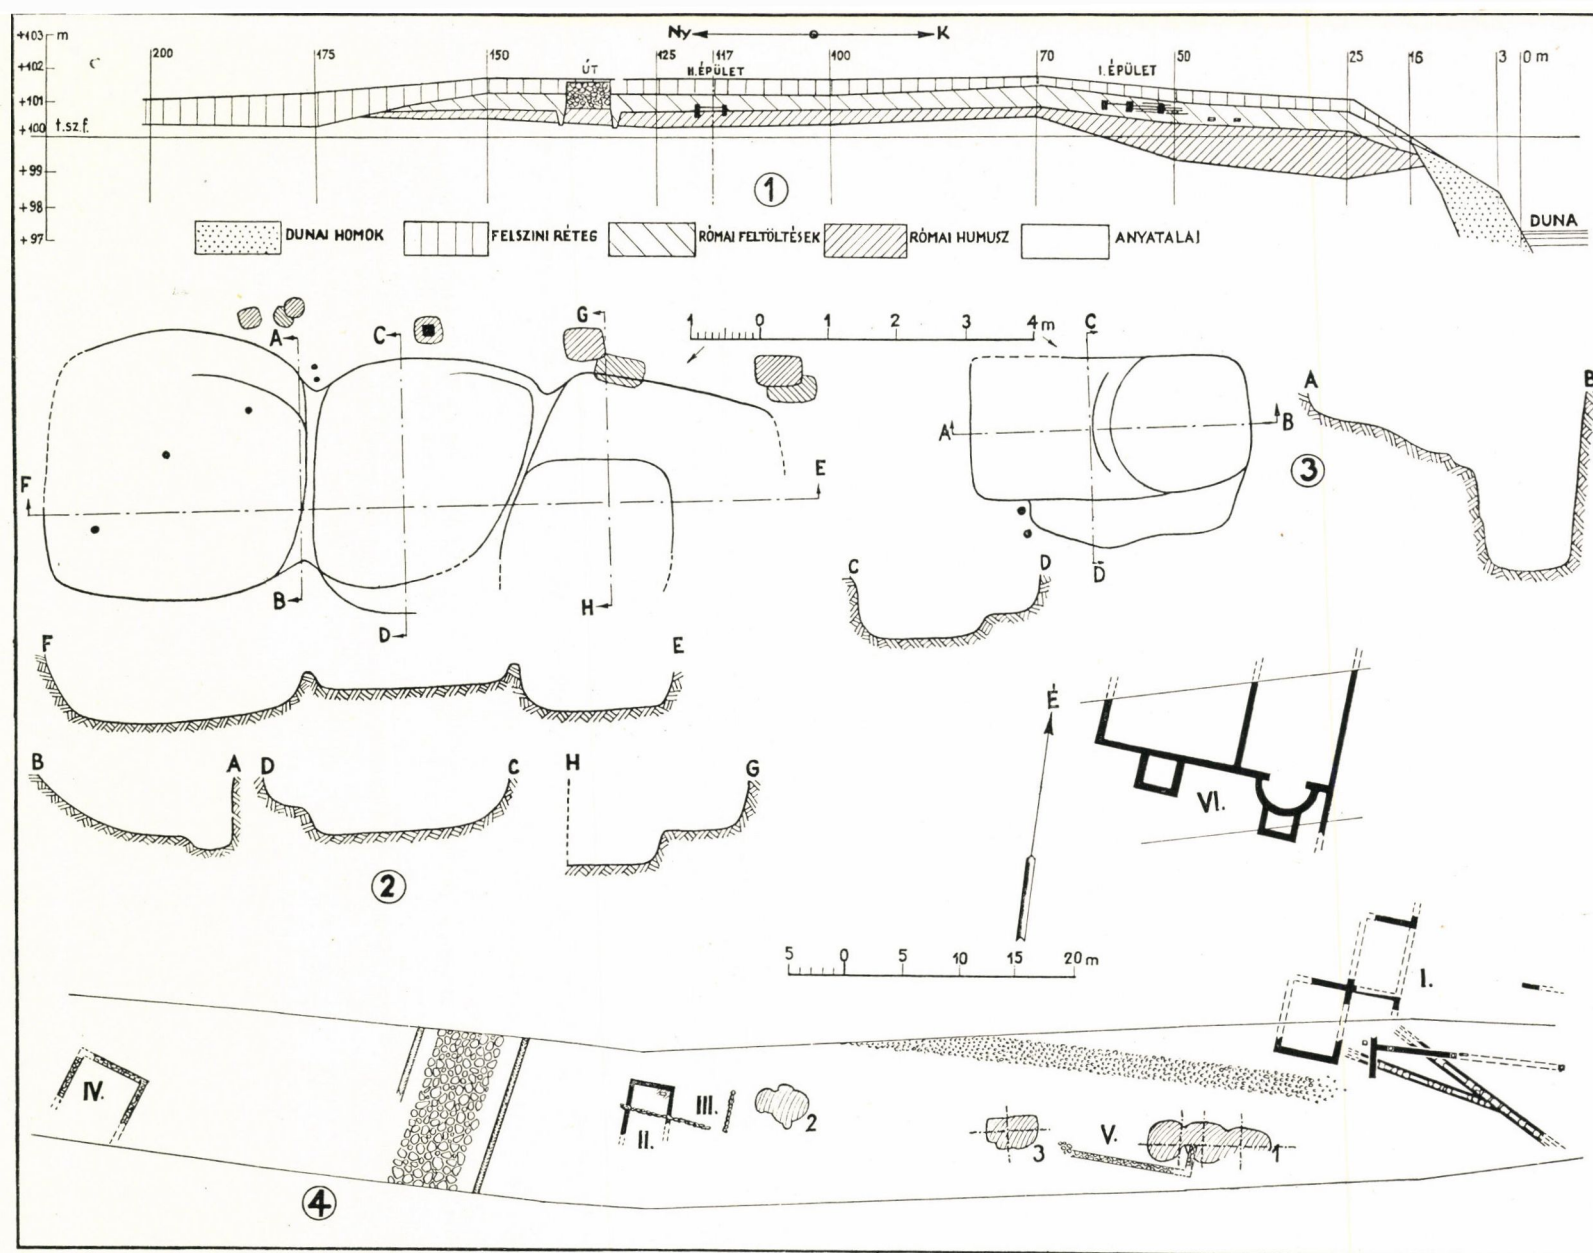 +103 m
Ny K
200 175 150 125 117 100 70 50 25 16 3 0 m
+102
ÚT II. ÉPÜLET I. ÉPÜLET
+101
+100 t.sz.f.
+99
+98
+97
1
DUNA
DUNAI HOMOK FELSZINI RÉTEG RÓMAI FELTÖLTÉSEK RÓMAI HUMUSZ ANYATALAJ
1 0 1 2 3 4 m
A C G
F E
B D H
C
A B
D
A B
3
C D
F E
B A D C H G
2
É
VI.
5 0 5 10 15 20 m
I.
IV. II. III. 2 3 V. 1
4